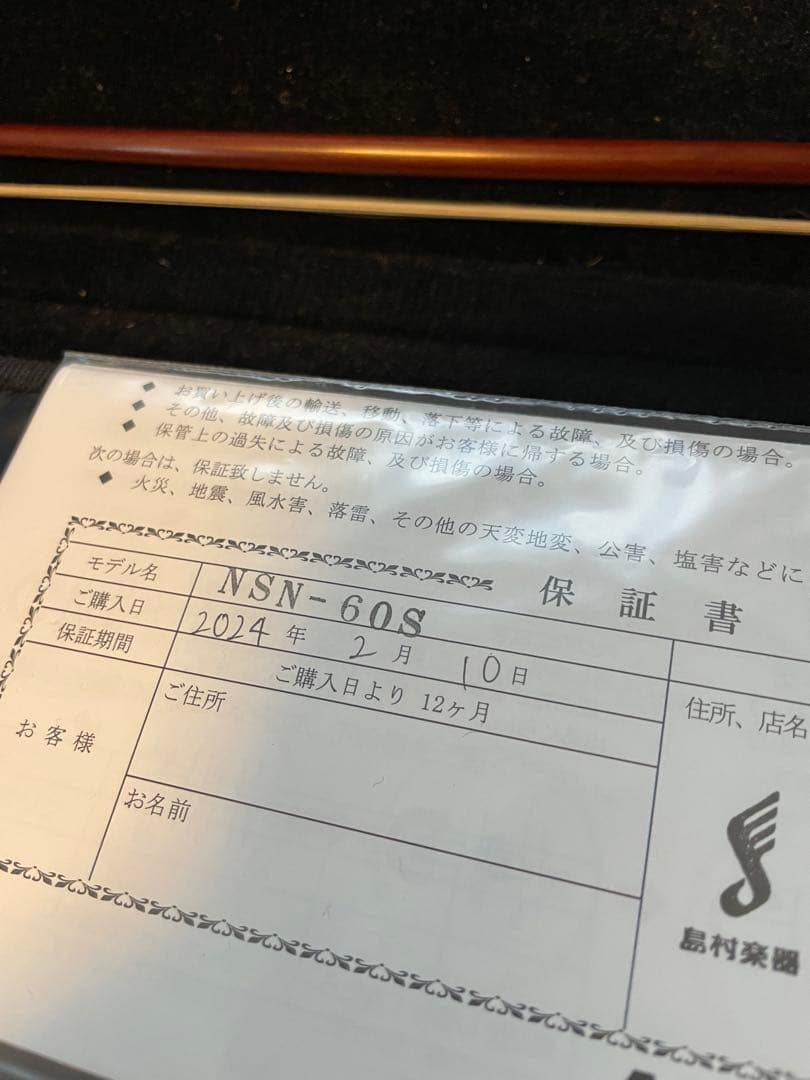 ◆ お買い上げ後の輸送、移動、落下等による故障、及び損傷の場合。
◆ その他、故障及び損傷の原因がお客様に帰する場合。
◆ 保管上の過失による故障、及び損傷の場合。
次の場合は、保証致しません。
◆ 火災、地震、風水害、落雷、その他の天変地変、公害、塩害などに
保証書
モデル名 NSN-60S
ご購入日 2024年 2月 10日
保証期間 ご購入日より 12ヶ月
お客様
ご住所
お名前
住所、店名
島村楽器